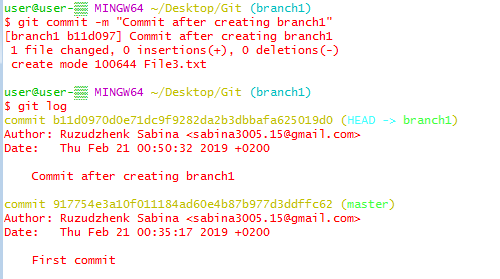 user@user-▒▒ MINGW64 ~/Desktop/Git (branch1)
$ git commit -m "Commit after creating branch1"
[branch1 b11d097] Commit after creating branch1
 1 file changed, 0 insertions(+), 0 deletions(-)
 create mode 100644 File3.txt
user@user-▒▒ MINGW64 ~/Desktop/Git (branch1)
$ git log
commit b11d0970d0e71dc9f9282da2b3dbbafa625019d0 (HEAD -> branch1)
Author: Ruzudzhenk Sabina <sabina3005.15@gmail.com>
Date:   Thu Feb 21 00:50:32 2019 +0200
    Commit after creating branch1
commit 917754e3a10f011184ad60e4b87b977d3ddffc62 (master)
Author: Ruzudzhenk Sabina <sabina3005.15@gmail.com>
Date:   Thu Feb 21 00:35:17 2019 +0200
    First commit